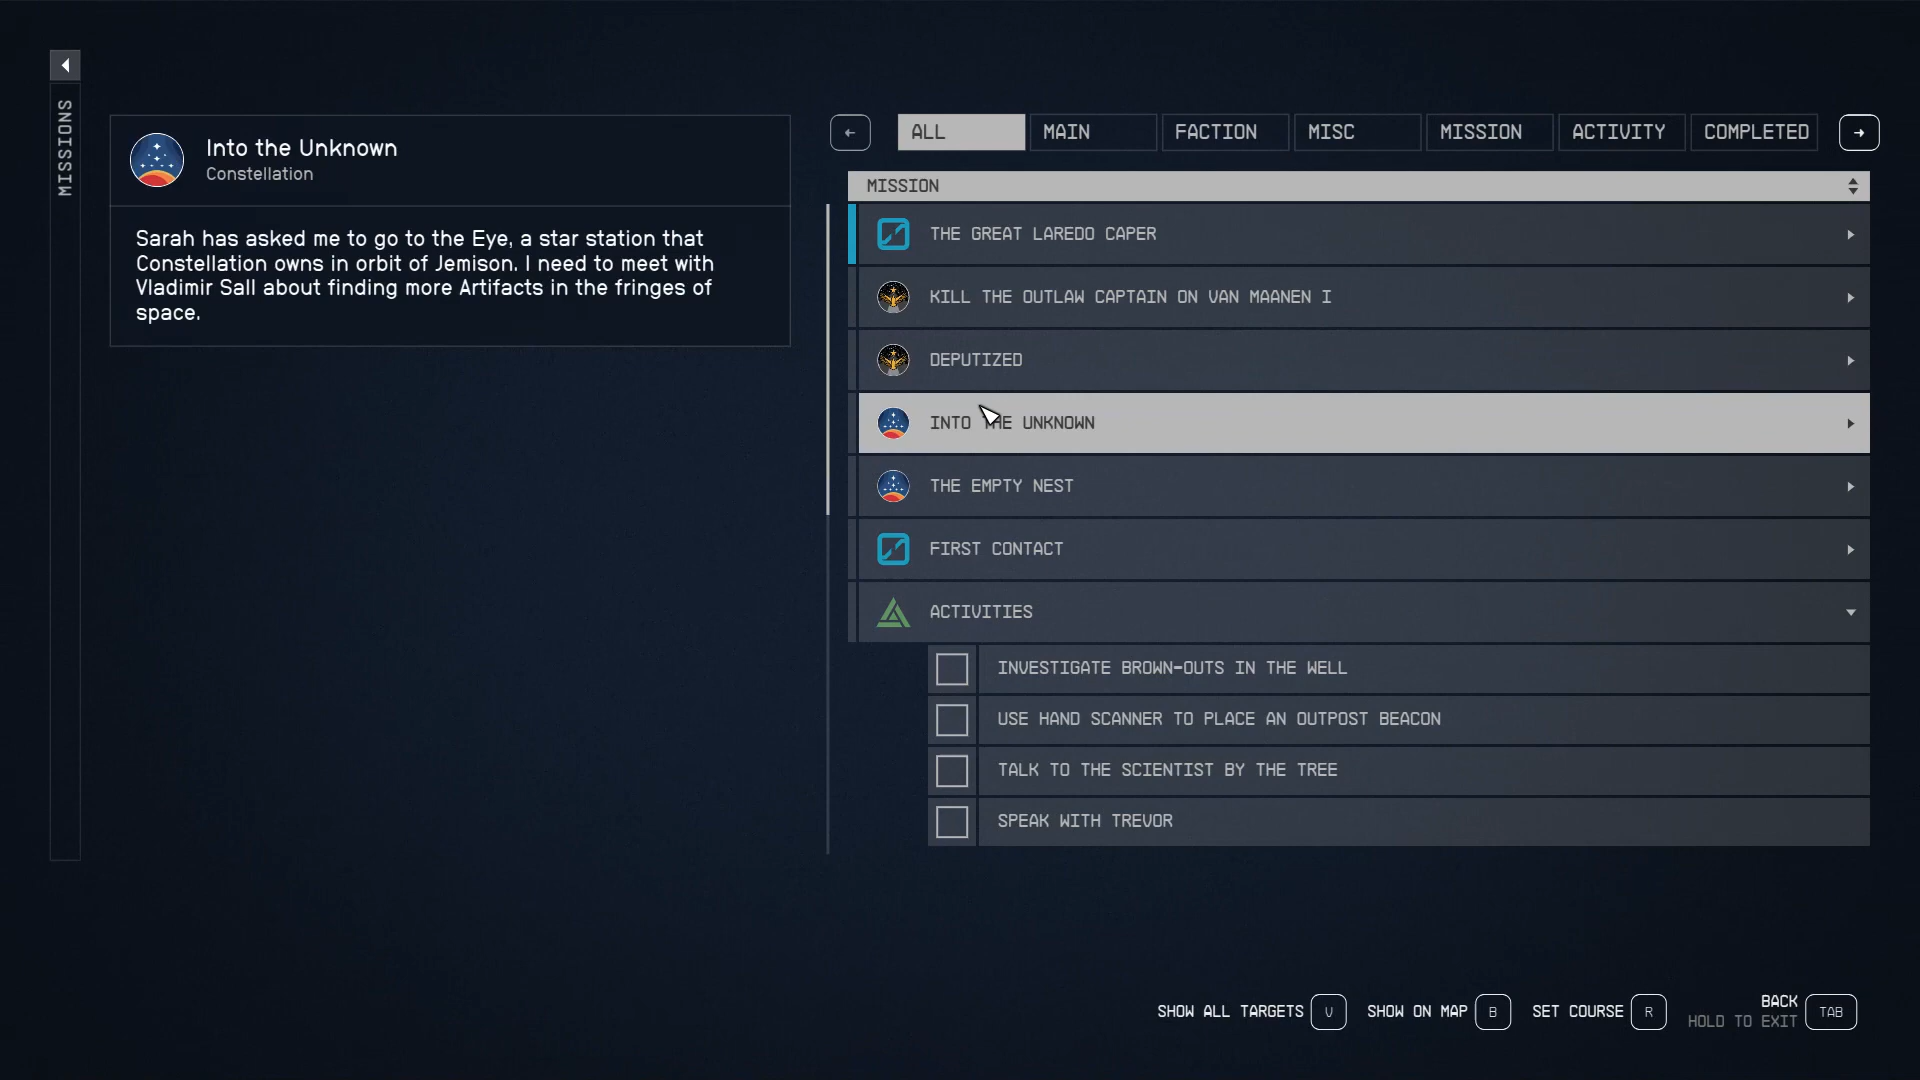 MISSIONS
Into the Unknown
Constellation
Sarah has asked me to go to the Eye, a star station that
Constellation owns in orbit of Jemison. I need to meet with
Vladimir Sall about finding more Artifacts in the fringes of
space.
ALL MAIN FACTION MISC MISSION ACTIVITY COMPLETED
MISSION
THE GREAT LAREDO CAPER
KILL THE OUTLAW CAPTAIN ON VAN MAANEN I
DEPUTIZED
INTO THE UNKNOWN
THE EMPTY NEST
FIRST CONTACT
ACTIVITIES
INVESTIGATE BROWN-OUTS IN THE WELL
USE HAND SCANNER TO PLACE AN OUTPOST BEACON
TALK TO THE SCIENTIST BY THE TREE
SPEAK WITH TREVOR
SHOW ALL TARGETS V SHOW ON MAP B SET COURSE R BACK TAB
HOLD TO EXIT